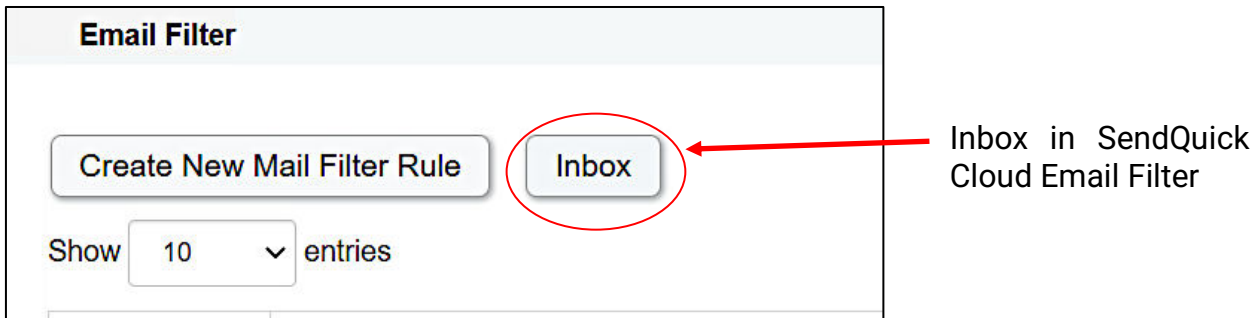 Email Filter
Create New Mail Filter Rule
Inbox
Inbox in SendQuick
Cloud Email Filter
Show 10 entries